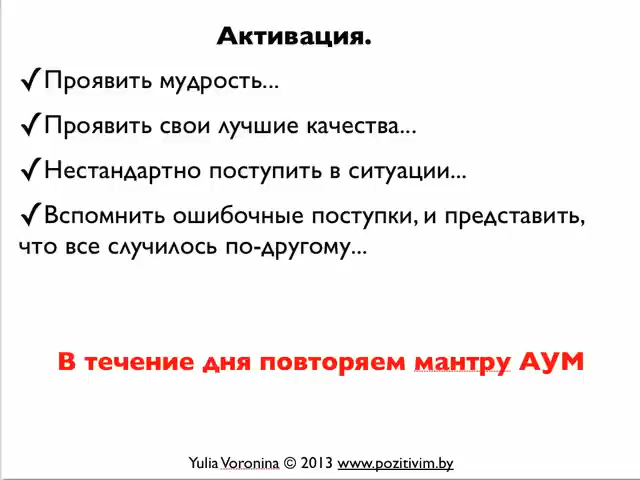 Активация.
✓Проявить мудрость...
✓Проявить свои лучшие качества...
✓Нестандартно поступить в ситуации...
✓Вспомнить ошибочные поступки, и представить,
что все случилось по-другому...
В течение дня повторяем мантру АУМ
Yulia Voronina © 2013 www.pozitivim.by